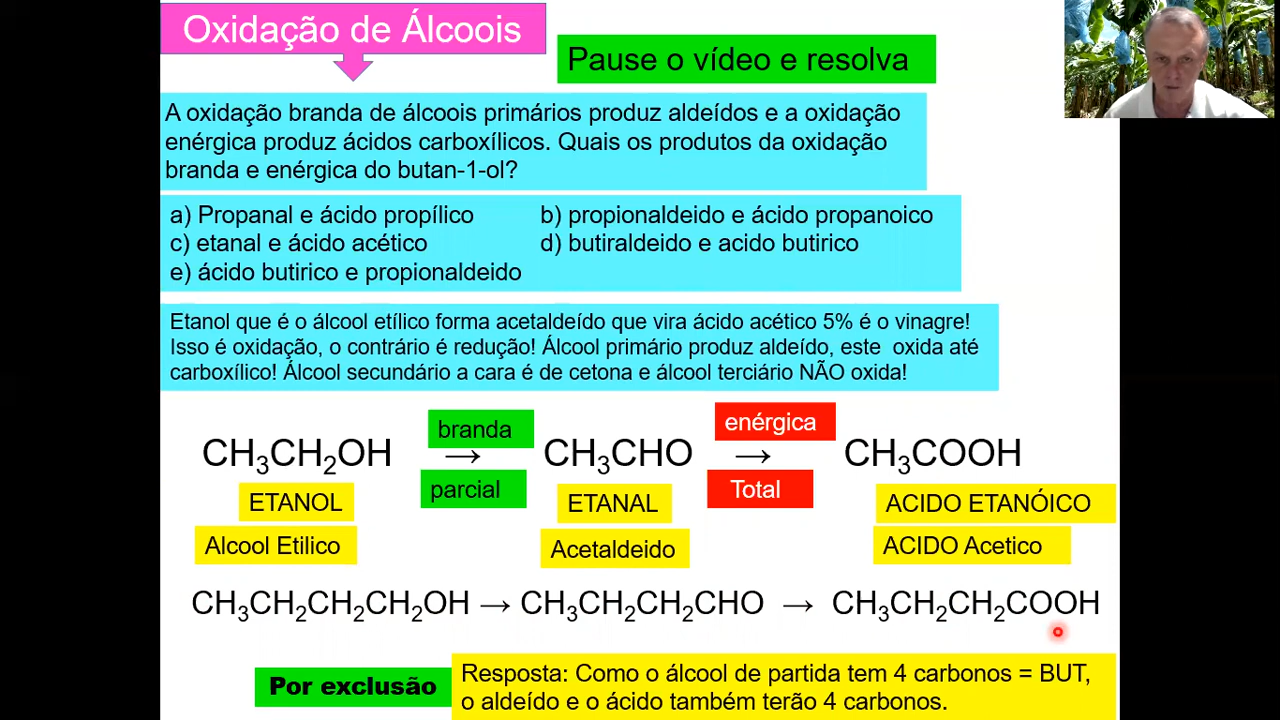 Oxidação de Álcoois
Pause o vídeo e resolva
A oxidação branda de álcoois primários produz aldeídos e a oxidação
enérgica produz ácidos carboxílicos. Quais os produtos da oxidação
branda e enérgica do butan-1-ol?
a) Propanal e ácido propílico b) propionaldeido e ácido propanoico
c) etanal e ácido acético d) butiraldeido e acido butirico
e) ácido butirico e propionaldeido
Etanol que é o álcool etílico forma acetaldeído que vira ácido acético 5% é o vinagre!
Isso é oxidação, o contrário é redução! Álcool primário produz aldeído, este oxida até
carboxílico! Álcool secundário a cara é de cetona e álcool terciário NÃO oxida!
branda enérgica
CH₃CH₂OH → CH₃CHO → CH₃COOH
parcial Total
ETANOL ETANAL ACIDO ETANÓICO
Alcool Etilico Acetaldeido ACIDO Acetico
CH₃CH₂CH₂CH₂OH → CH₃CH₂CH₂CHO → CH₃CH₂CH₂COOH
Por exclusão
Resposta: Como o álcool de partida tem 4 carbonos = BUT,
o aldeído e o ácido também terão 4 carbonos.